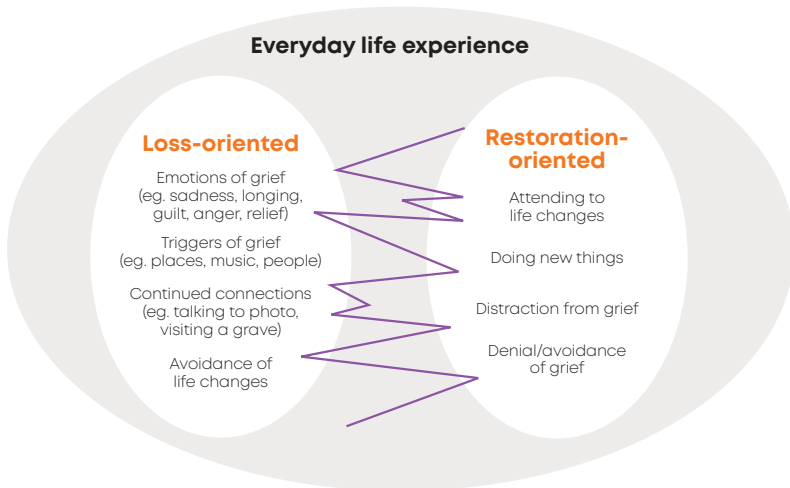 Everyday life experience
Loss-oriented
Emotions of grief
(eg. sadness, longing,
guilt, anger, relief)
Triggers of grief
(eg. places, music, people)
Continued connections
(eg. talking to photo,
visiting a grave)
Avoidance of
life changes
Restoration-
oriented
Attending to
life changes
Doing new things
Distraction from grief
Denial/avoidance
of grief